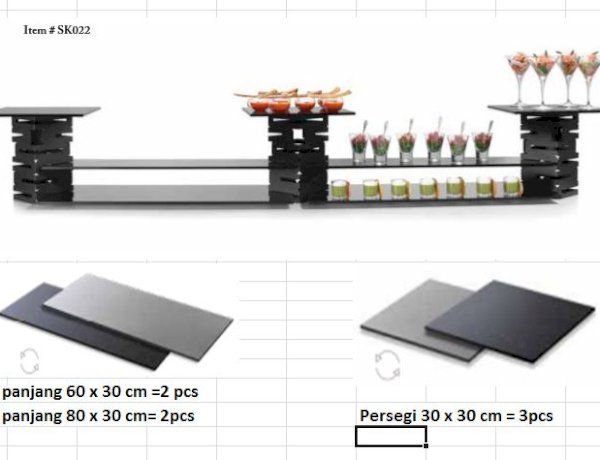 Item # SK022
panjang 60 x 30 cm =2 pcs
panjang 80 x 30 cm= 2pcs
Persegi 30 x 30 cm = 3pcs